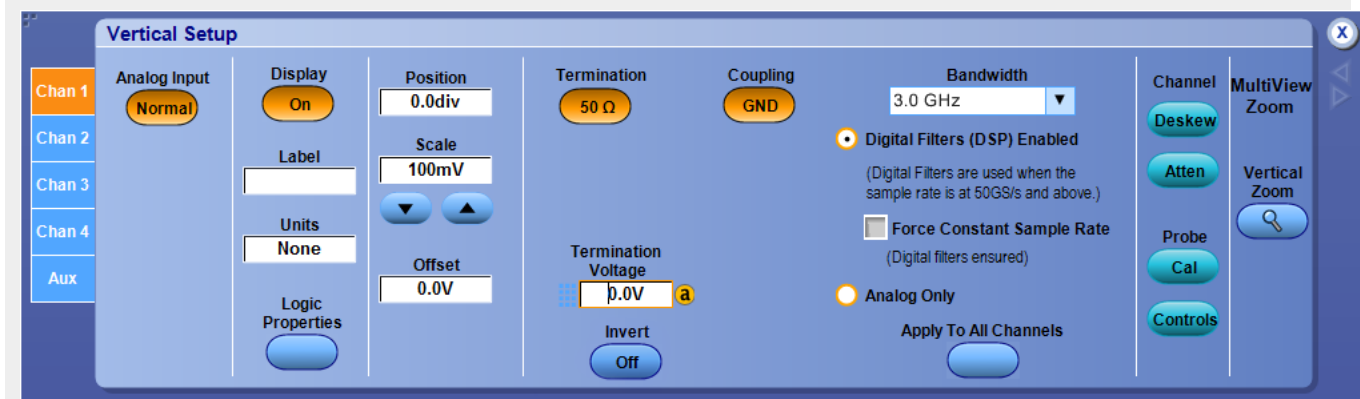 Vertical Setup
X
Chan 1
Chan 2
Chan 3
Chan 4
Aux
Analog Input
Normal
Display
On
Label
Units
None
Logic
Properties
Position
0.0div
Scale
100mV
Offset
0.0V
Termination
50 Ω
Termination
Voltage
0.0V
a
Invert
Off
Coupling
GND
Bandwidth
3.0 GHz
Digital Filters (DSP) Enabled
(Digital Filters are used when the
sample rate is at 50GS/s and above.)
Force Constant Sample Rate
(Digital filters ensured)
Analog Only
Apply To All Channels
Channel
Deskew
Atten
Probe
Cal
Controls
MultiView
Zoom
Vertical
Zoom